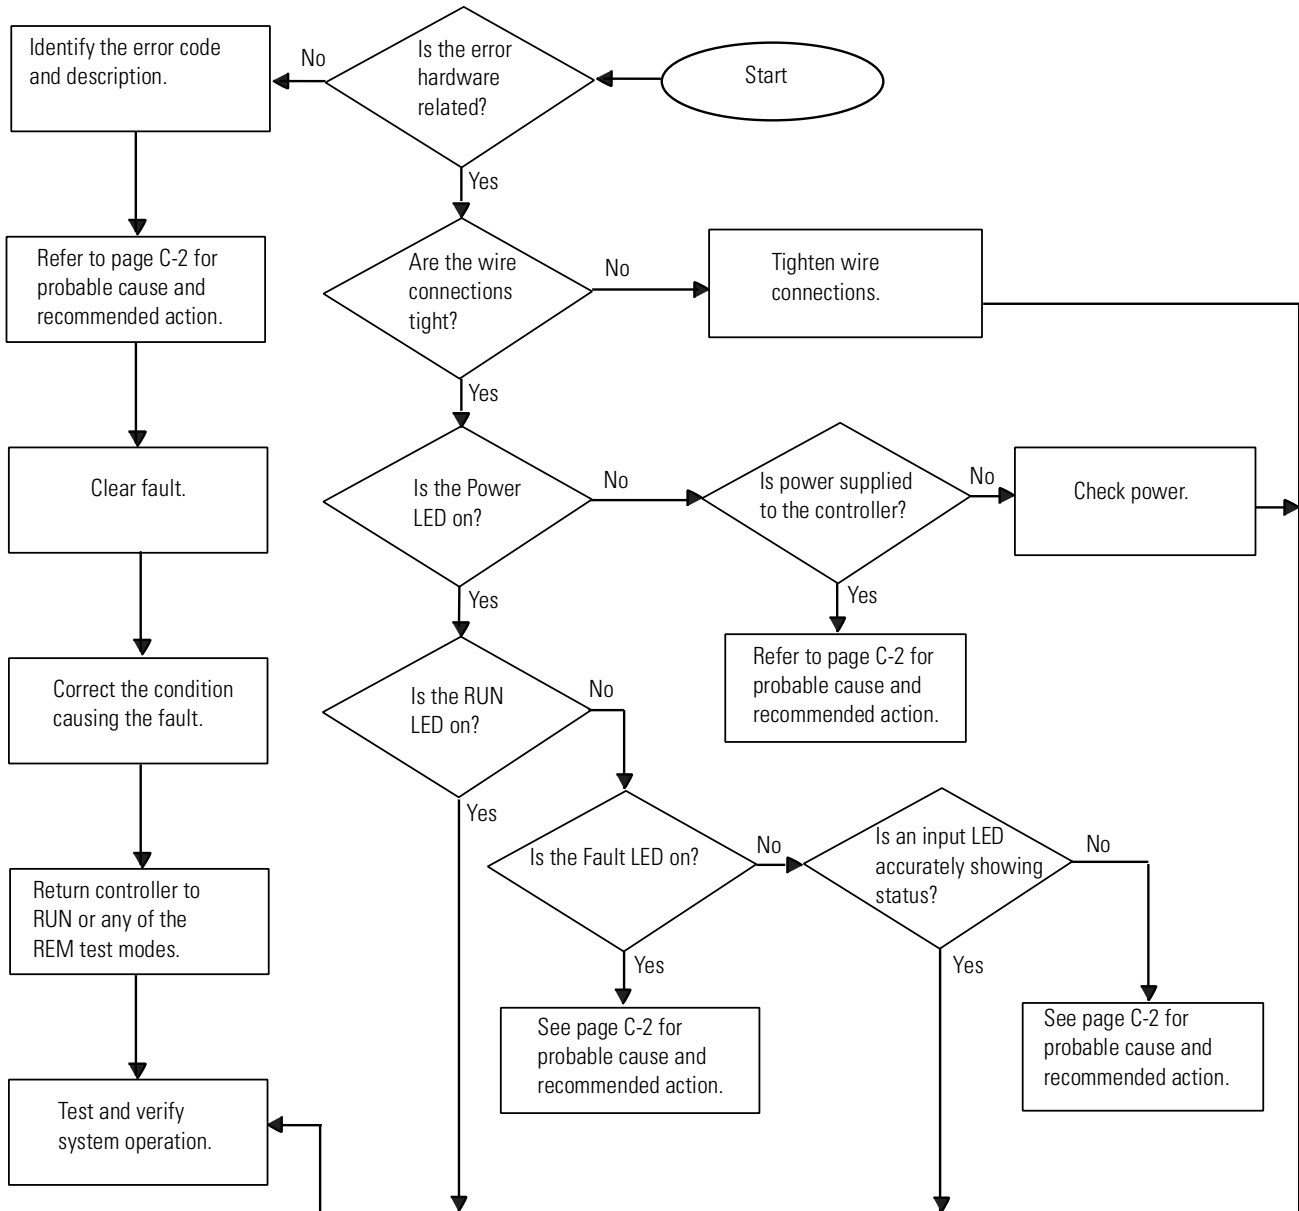 Start
Is the error
hardware
related?
No
Identify the error code
and description.
Yes
Refer to page C-2 for
probable cause and
recommended action.
Are the wire
connections
tight?
No
Tighten wire
connections.
Yes
Clear fault.
Is the Power
LED on?
No
Is power supplied
to the controller?
No
Check power.
Yes
Yes
Refer to page C-2 for
probable cause and
recommended action.
Correct the condition
causing the fault.
Is the RUN
LED on?
No
Yes
Is the Fault LED on?
No
Is an input LED
accurately showing
status?
No
Return controller to
RUN or any of the
REM test modes.
Yes
Yes
See page C-2 for
probable cause and
recommended action.
See page C-2 for
probable cause and
recommended action.
Test and verify
system operation.